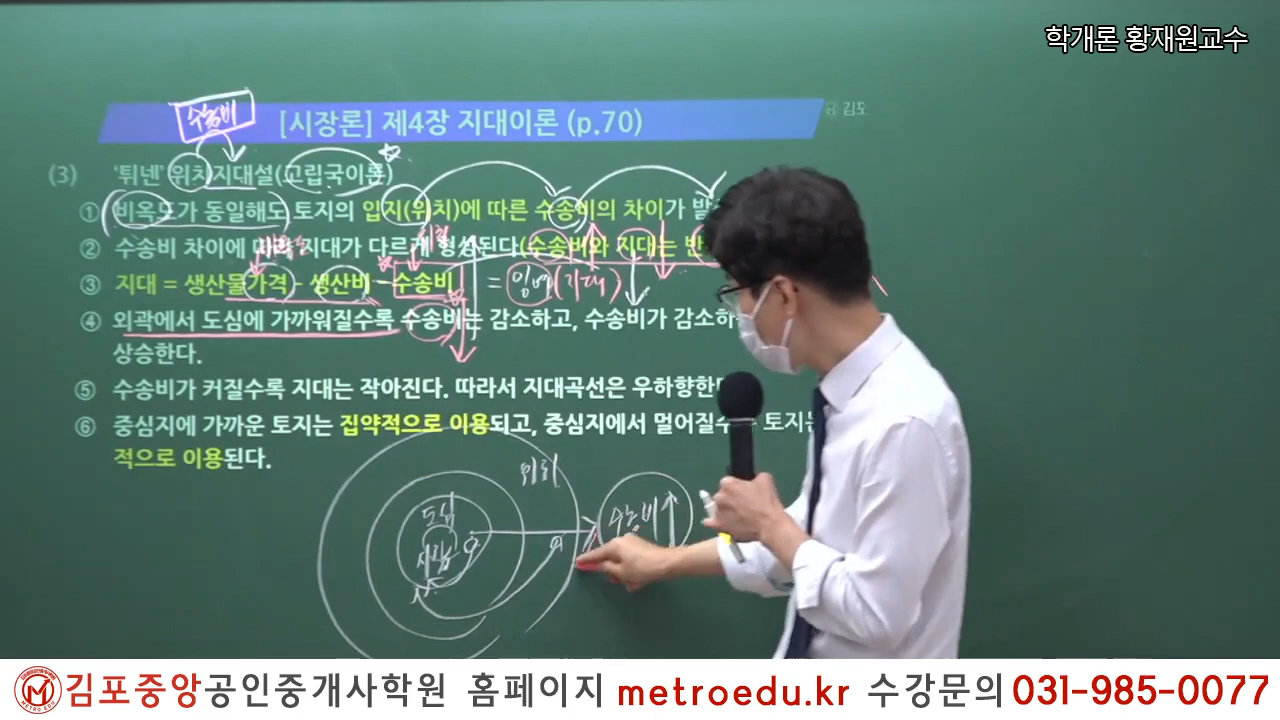 학개론 황재원교수
수송비
[시장론] 제4장 지대이론 (p.70)
김포
(3) '튀넨' 위치지대설(고립국이론)
① 비옥도가 동일해도 토지의 입지(위치)에 따른 수송비의 차이가 발
② 수송비 차이에 따라 지대가 다르게 형성된다(수송비와 지대는 반
③ 지대 = 생산물가격 - 생산비 - 수송비 = (지대)
④ 외곽에서 도심에 가까워질수록 수송비는 감소하고, 수송비가 감소하
상승한다.
⑤ 수송비가 커질수록 지대는 작아진다. 따라서 지대곡선은 우하향한다
⑥ 중심지에 가까운 토지는 집약적으로 이용되고, 중심지에서 멀어질수 토지는
적으로 이용된다.
위치
도심
수송비
시장
METRO EDU
김포중앙공인중개사학원 홈페이지 metroedu.kr 수강문의 031-985-0077